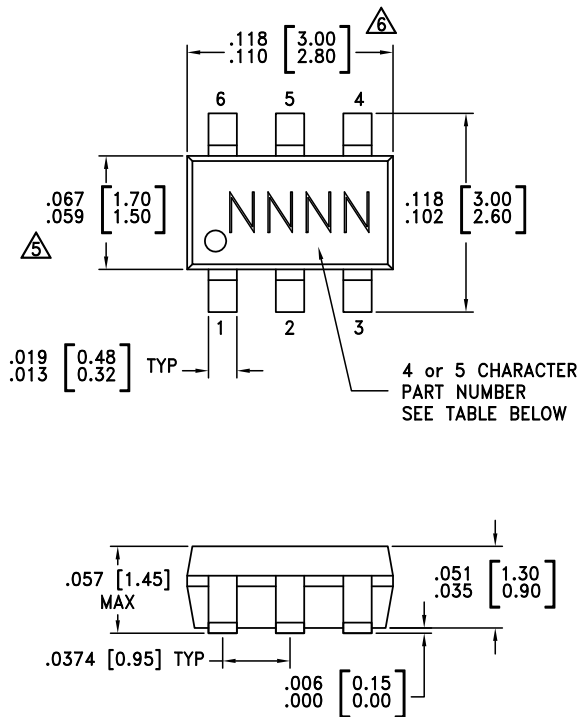 .118 [3.00
.110 2.80]
6
6 5 4
.067 [1.70
.059 1.50]
NNNN
.118 [3.00
.102 2.60]
5
1 2 3
.019 [0.48
.013 0.32] TYP
4 or 5 CHARACTER
PART NUMBER
SEE TABLE BELOW
.057 [1.45]
MAX
.051 [1.30
.035 0.90]
.0374 [0.95] TYP
.006 [0.15
.000 0.00]